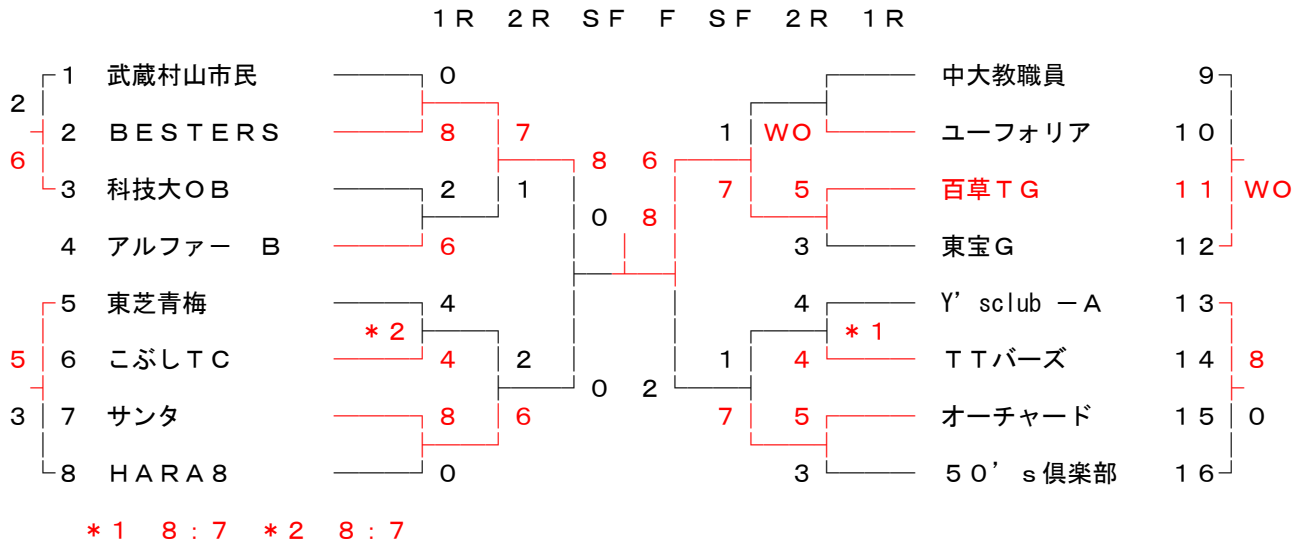 １Ｒ ２Ｒ ＳＦ Ｆ ＳＦ ２Ｒ １Ｒ
１ 武蔵村山市民 ０ 中大教職員 ９
２
２ ＢＥＳＴＥＲＳ ８ ７ １ ＷＯ ユーフォリア １０
６ ８ ６
３ 科技大ＯＢ ２ １ ７ ５ 百草ＴＧ １１ ＷＯ
０ ８
４ アルファー Ｂ ６ ３ 東宝Ｇ １２
５ 東芝青梅 ４ ４ Y’sclub －Ａ １３
＊２ ＊１
５ ６ こぶしＴＣ ４ ２ １ ４ ＴＴバーズ １４ ８
０ ２
３ ７ サンタ ８ ６ ７ ５ オーチャード １５ ０
８ ＨＡＲＡ８ ０ ３ ５０’ｓ倶楽部 １６
＊１ ８：７ ＊２ ８：７